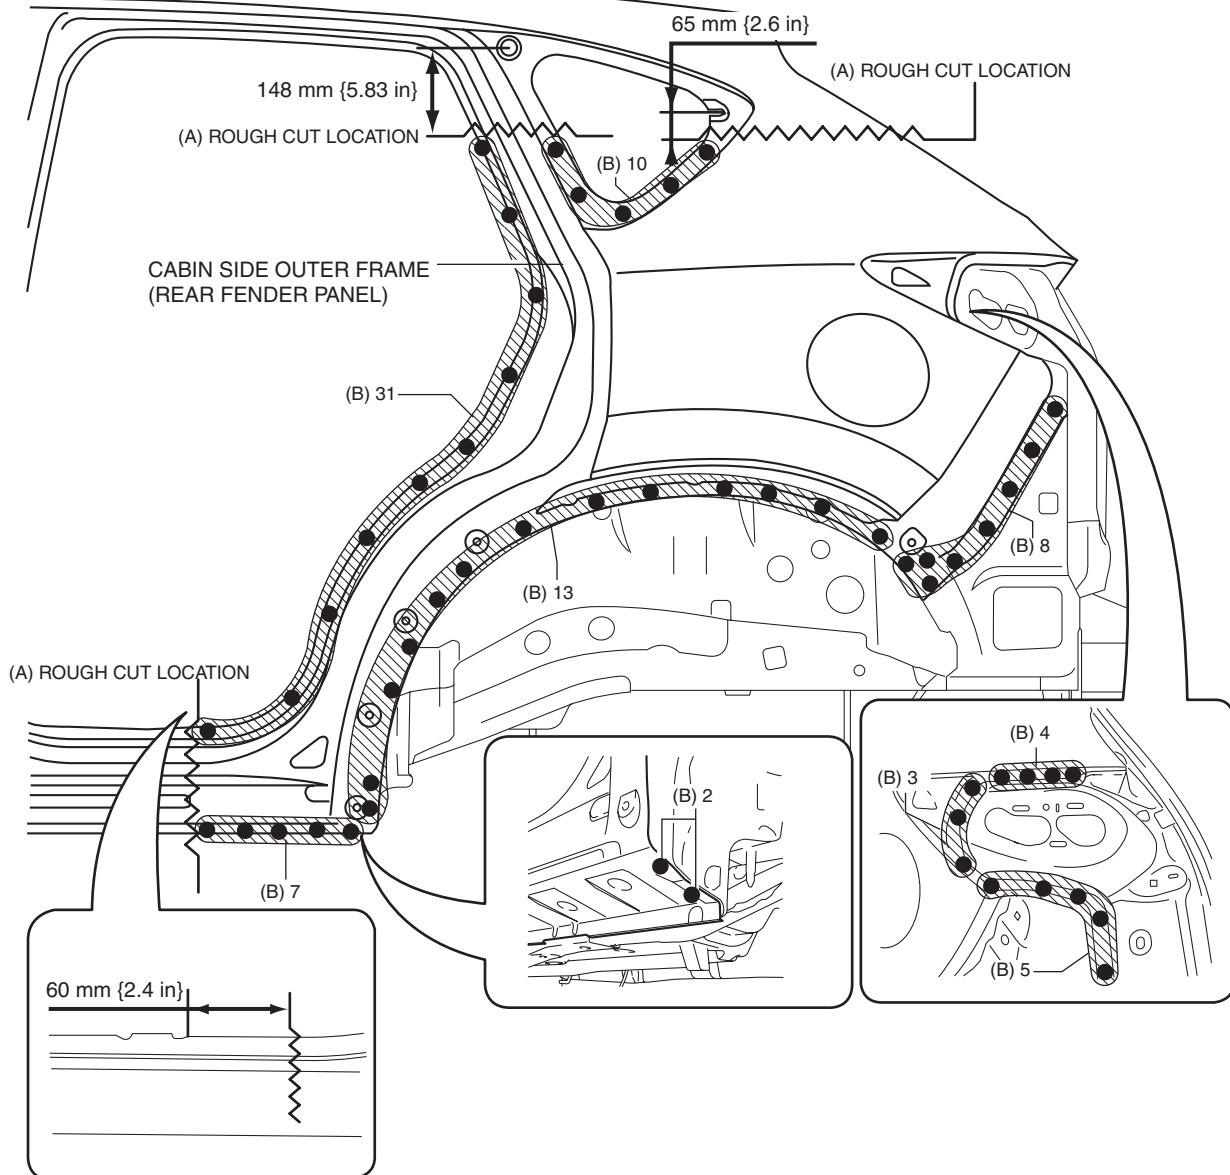 65 mm {2.6 in}
(A) ROUGH CUT LOCATION
148 mm {5.83 in}
(A) ROUGH CUT LOCATION
(B) 10
CABIN SIDE OUTER FRAME
(REAR FENDER PANEL)
(B) 31
(B) 8
(B) 13
(A) ROUGH CUT LOCATION
(B) 4
(B) 3
(B) 2
(B) 7
(B) 5
60 mm {2.4 in}